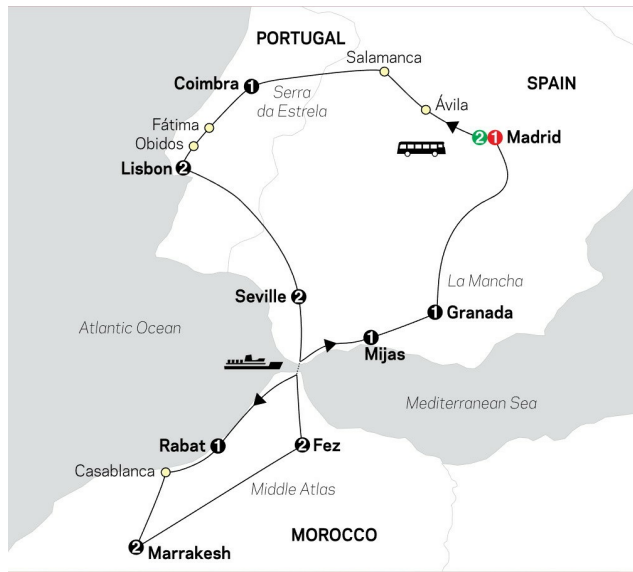 PORTUGAL
Salamanca
Coimbra 1
SPAIN
Serra
da Estrela
Ávila
Fátima
2 1 Madrid
Obidos
Lisbon 2
La Mancha
Seville 2
1 Granada
Atlantic Ocean
1
Mijas
Mediterranean Sea
Rabat 1
2 Fez
Casablanca
Middle Atlas
MOROCCO
2 Marrakesh